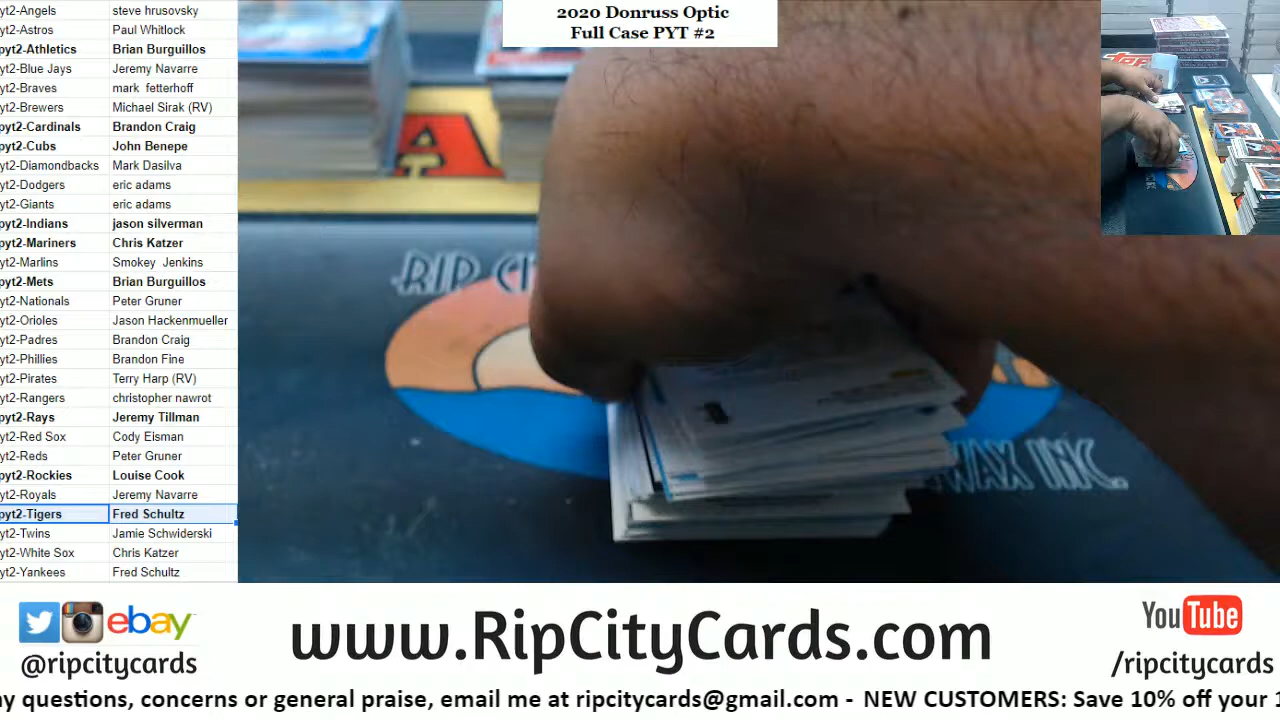 yt2-Angels steve hrusovsky
yt2-Astros Paul Whitlock
pyt2-Athletics Brian Burguillos
yt2-Blue Jays Jeremy Navarre
yt2-Braves mark fetterhoff
yt2-Brewers Michael Sirak (RV)
pyt2-Cardinals Brandon Craig
pyt2-Cubs John Benepe
yt2-Diamondbacks Mark Dasilva
yt2-Dodgers eric adams
yt2-Giants eric adams
pyt2-Indians jason silverman
pyt2-Mariners Chris Katzer
yt2-Marlins Smokey Jenkins
pyt2-Mets Brian Burguillos
yt2-Nationals Peter Gruner
yt2-Orioles Jason Hackenmueller
yt2-Padres Brandon Craig
yt2-Phillies Brandon Fine
yt2-Pirates Terry Harp (RV)
yt2-Rangers christopher nawrot
pyt2-Rays Jeremy Tillman
yt2-Red Sox Cody Elsman
yt2-Reds Peter Gruner
pyt2-Rockies Louise Cook
yt2-Royals Jeremy Navarre
pyt2-Tigers Fred Schultz
yt2-Twins Jamie Schwiderski
yt2-White Sox Chris Katzer
yt2-Yankees Fred Schultz
2020 Donruss Optic
Full Case PYT #2
A
RIP CI
WAX INC.
ebay
@ripcitycards
www.RipCityCards.com
YouTube
/ripcitycards
ny questions, concerns or general praise, email me at ripcitycards@gmail.com - NEW CUSTOMERS: Save 10% off your 1